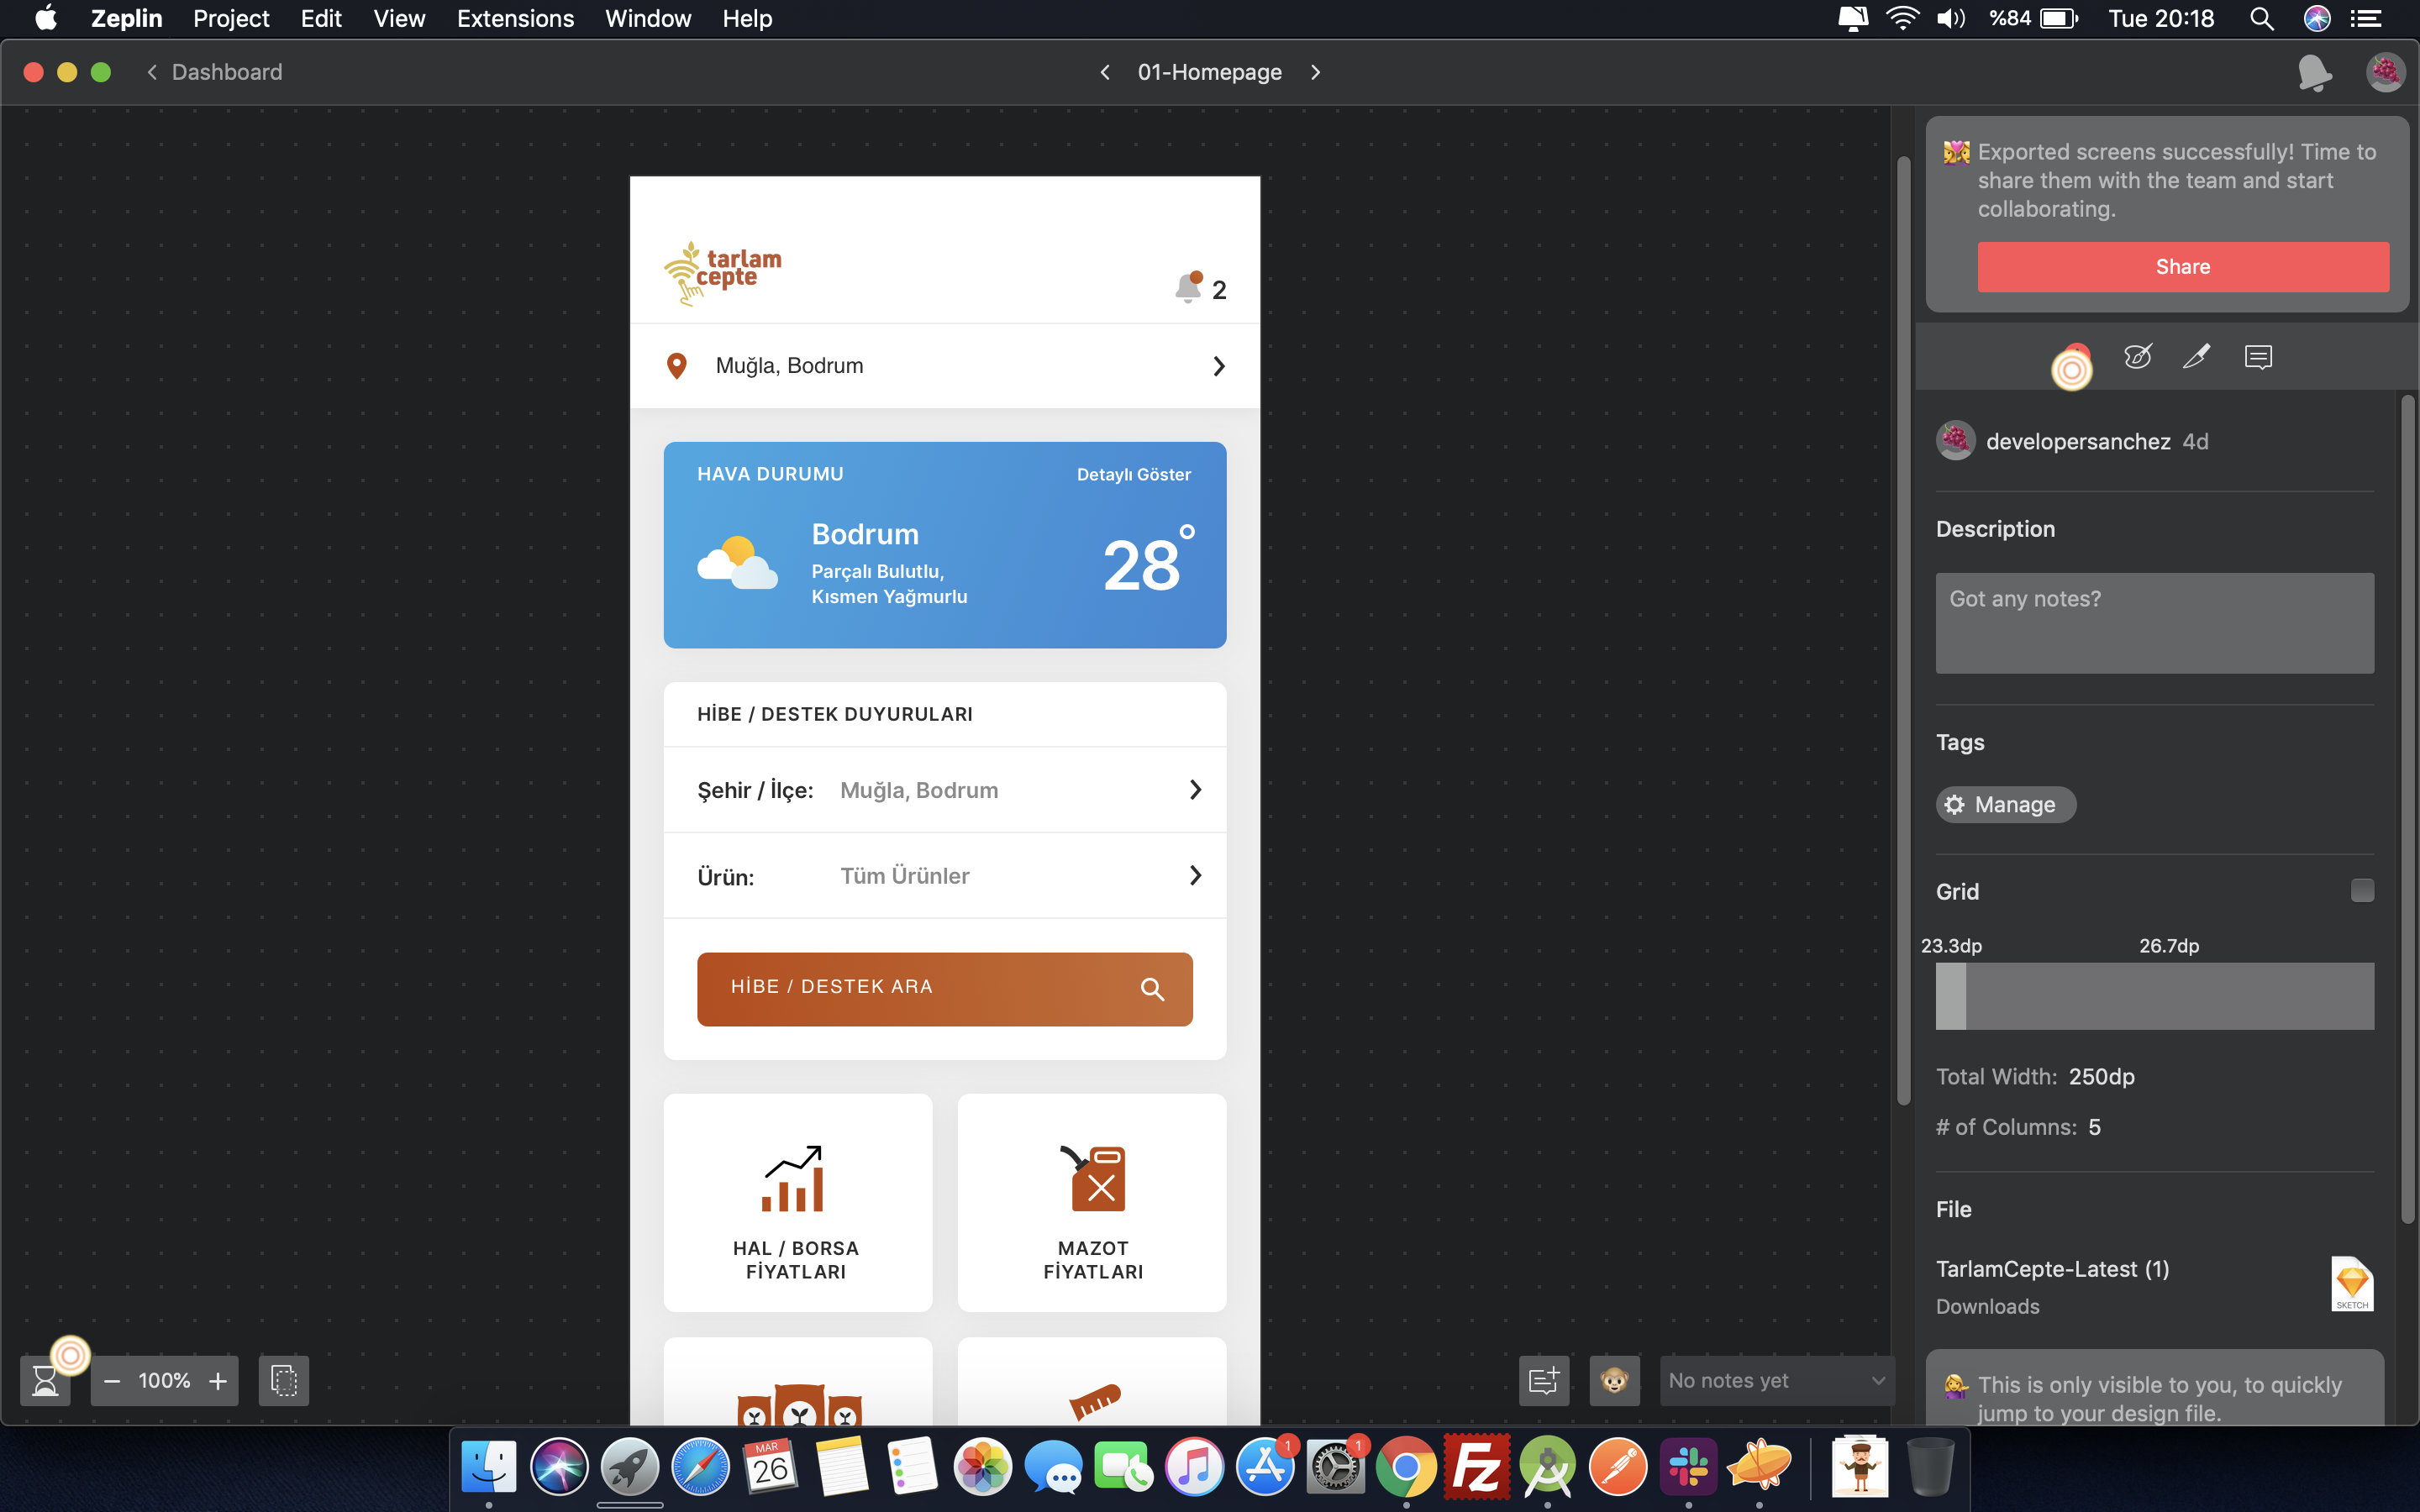 Zeplin Project Edit View Extensions Window Help %84 Tue 20:18
Dashboard
01-Homepage
tarlam
cepte
2
Muğla, Bodrum
HAVA DURUMU Detaylı Göster
Bodrum
Parçalı Bulutlu,
Kısmen Yağmurlu
28°
HİBE / DESTEK DUYURULARI
Şehir / İlçe: Muğla, Bodrum
Ürün: Tüm Ürünler
HİBE / DESTEK ARA
HAL / BORSA
FİYATLARI
MAZOT
FİYATLARI
100%
No notes yet
Exported screens successfully! Time to
share them with the team and start
collaborating.
Share
developersanchez 4d
Description
Got any notes?
Tags
Manage
Grid
23.3dp 26.7dp
Total Width: 250dp
# of Columns: 5
File
TarlamCepte-Latest (1)
Downloads
SKETCH
This is only visible to you, to quickly
jump to your design file.
MAR
26
1
1
Fz